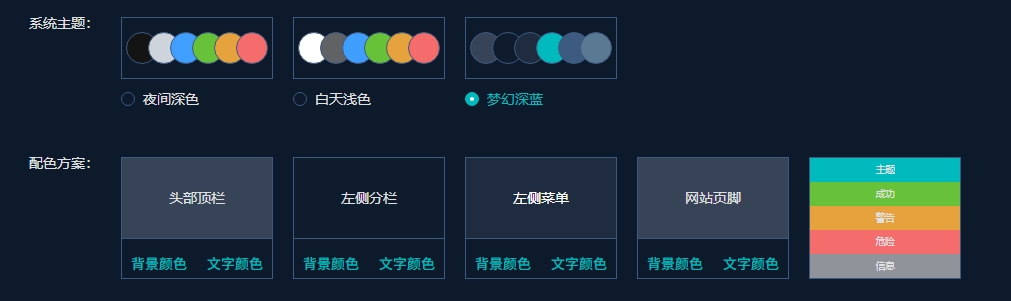 系统主题：
夜间深色
白天浅色
梦幻深蓝
配色方案：
头部顶栏
左侧分栏
左侧菜单
网站页脚
主题
成功
警告
危险
信息
背景颜色 文字颜色
背景颜色 文字颜色
背景颜色 文字颜色
背景颜色 文字颜色